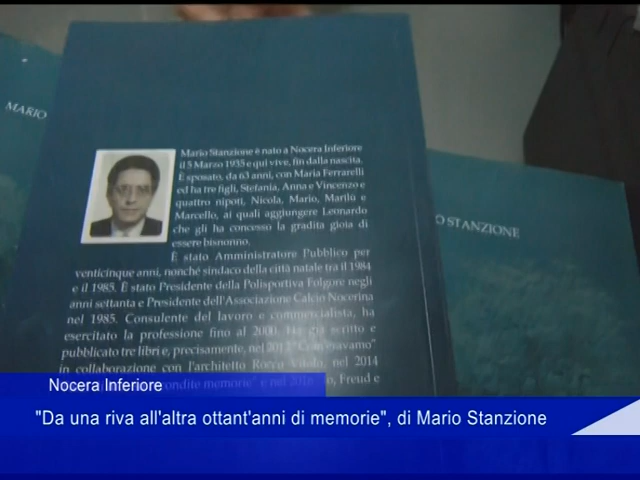 MARIO
Mario Stanzione è nato a Nocera Inferiore
il 5 Marzo 1935 e qui vive, fin dalla nascita.
È sposato, da 63 anni, con Maria Ferrarelli
ed ha tre figli, Stefania, Anna e Vincenzo e
quattro nipoti, Nicola, Mario, Marilù e
Marcello, ai quali aggiungere Leonardo
che gli ha concesso la gradita gioia di
essere bisnonno.
È stato Amministratore Pubblico per
venticinque anni, nonché sindaco della città natale tra il 1984
e il 1985. È stato Presidente della Polisportiva Folgore negli
anni settanta e Presidente dell'Associazione Calcio Nocerina
nel 1985. Consulente del lavoro e commercialista, ha
esercitato la professione fino al 2000. Ha già scritto e
pubblicato tre libri e, precisamente, nel 2012 "Com'eravamo"
in collaborazione con l'architetto Rocco Vitolo, nel 2014
condite memorie" e nel 2016 Freud e
O STANZIONE
Nocera Inferiore
"Da una riva all'altra ottant'anni di memorie", di Mario Stanzione